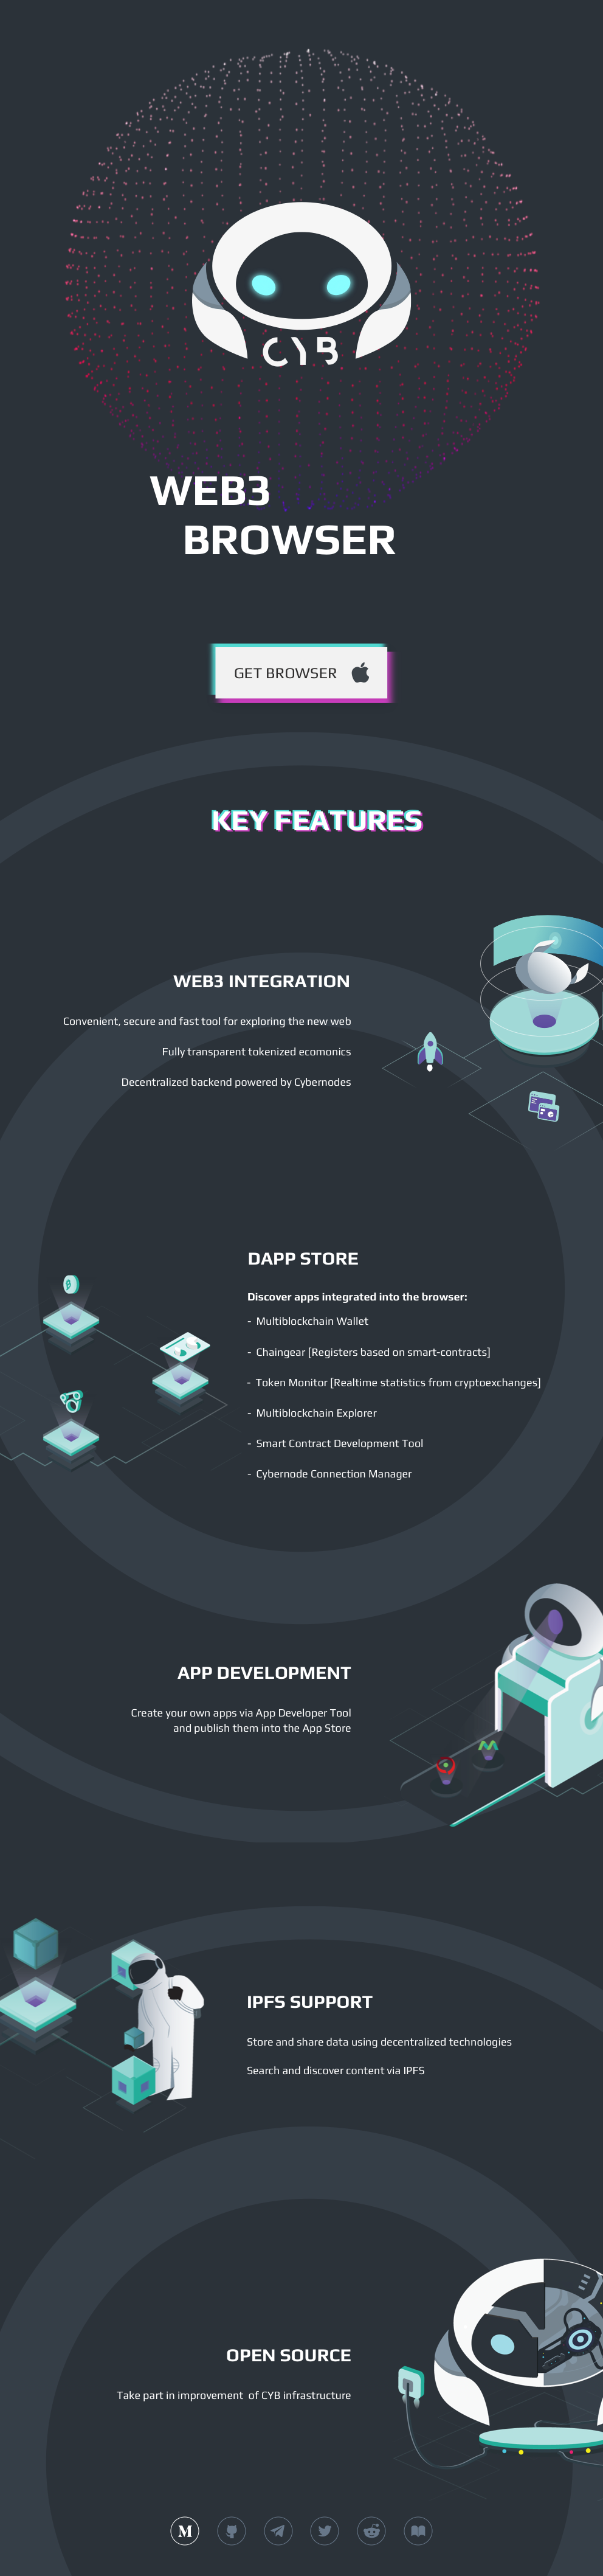 CYB
WEB3
BROWSER
GET BROWSER
KEY FEATURES
WEB3 INTEGRATION
Convenient, secure and fast tool for exploring the new web
Fully transparent tokenized ecomonics
Decentralized backend powered by Cybernodes
DAPP STORE
Discover apps integrated into the browser:
- Multiblockchain Wallet
- Chaingear [Registers based on smart-contracts]
- Token Monitor [Realtime statistics from cryptoexchanges]
- Multiblockchain Explorer
- Smart Contract Development Tool
- Cybernode Connection Manager
APP DEVELOPMENT
Create your own apps via App Developer Tool
and publish them into the App Store
IPFS SUPPORT
Store and share data using decentralized technologies
Search and discover content via IPFS
OPEN SOURCE
Take part in improvement of CYB infrastructure
M